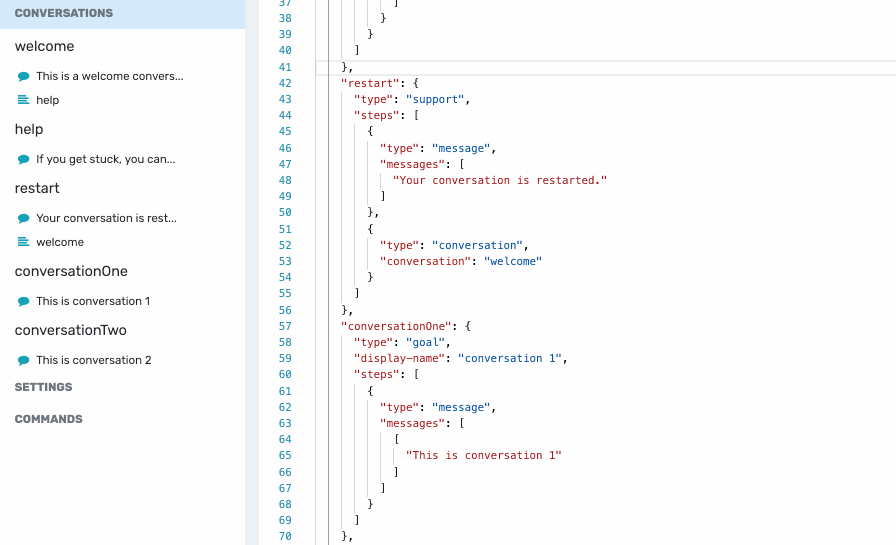 CONVERSATIONS
welcome
This is a welcome convers...
help
help
If you get stuck, you can...
restart
Your conversation is rest...
welcome
conversationOne
This is conversation 1
conversationTwo
This is conversation 2
SETTINGS
COMMANDS
37 ]
38 }
39 }
40 ]
41 },
42 "restart": {
43 "type": "support",
44 "steps": [
45 {
46 "type": "message",
47 "messages": [
48 "Your conversation is restarted."
49 ]
50 },
51 {
52 "type": "conversation",
53 "conversation": "welcome"
54 }
55 ]
56 },
57 "conversationOne": {
58 "type": "goal",
59 "display-name": "conversation 1",
60 "steps": [
61 {
62 "type": "message",
63 "messages": [
64 [
65 "This is conversation 1"
66 ]
67 ]
68 }
69 ]
70 },